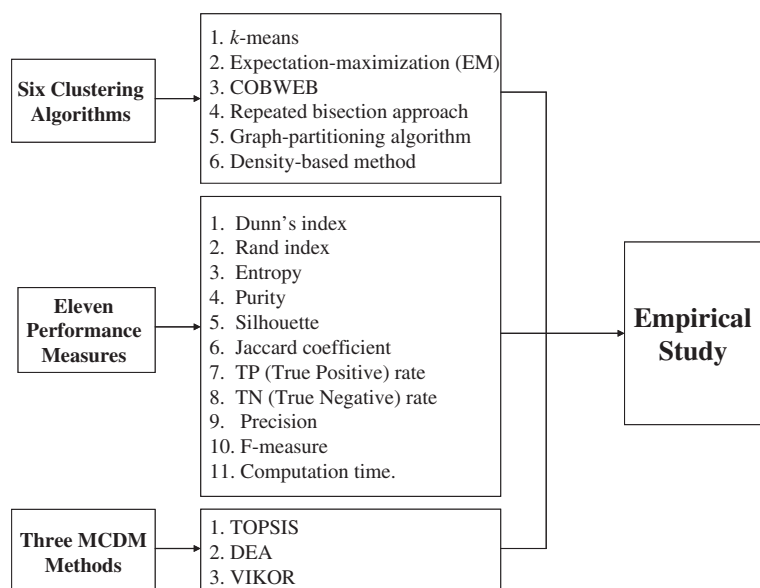 Six Clustering
Algorithms
1. k-means
2. Expectation-maximization (EM)
3. COBWEB
4. Repeated bisection approach
5. Graph-partitioning algorithm
6. Density-based method
Eleven
Performance
Measures
1. Dunn's index
2. Rand index
3. Entropy
4. Purity
5. Silhouette
6. Jaccard coefficient
7. TP (True Positive) rate
8. TN (True Negative) rate
9. Precision
10. F-measure
11. Computation time.
Three MCDM
Methods
1. TOPSIS
2. DEA
3. VIKOR
Empirical
Study